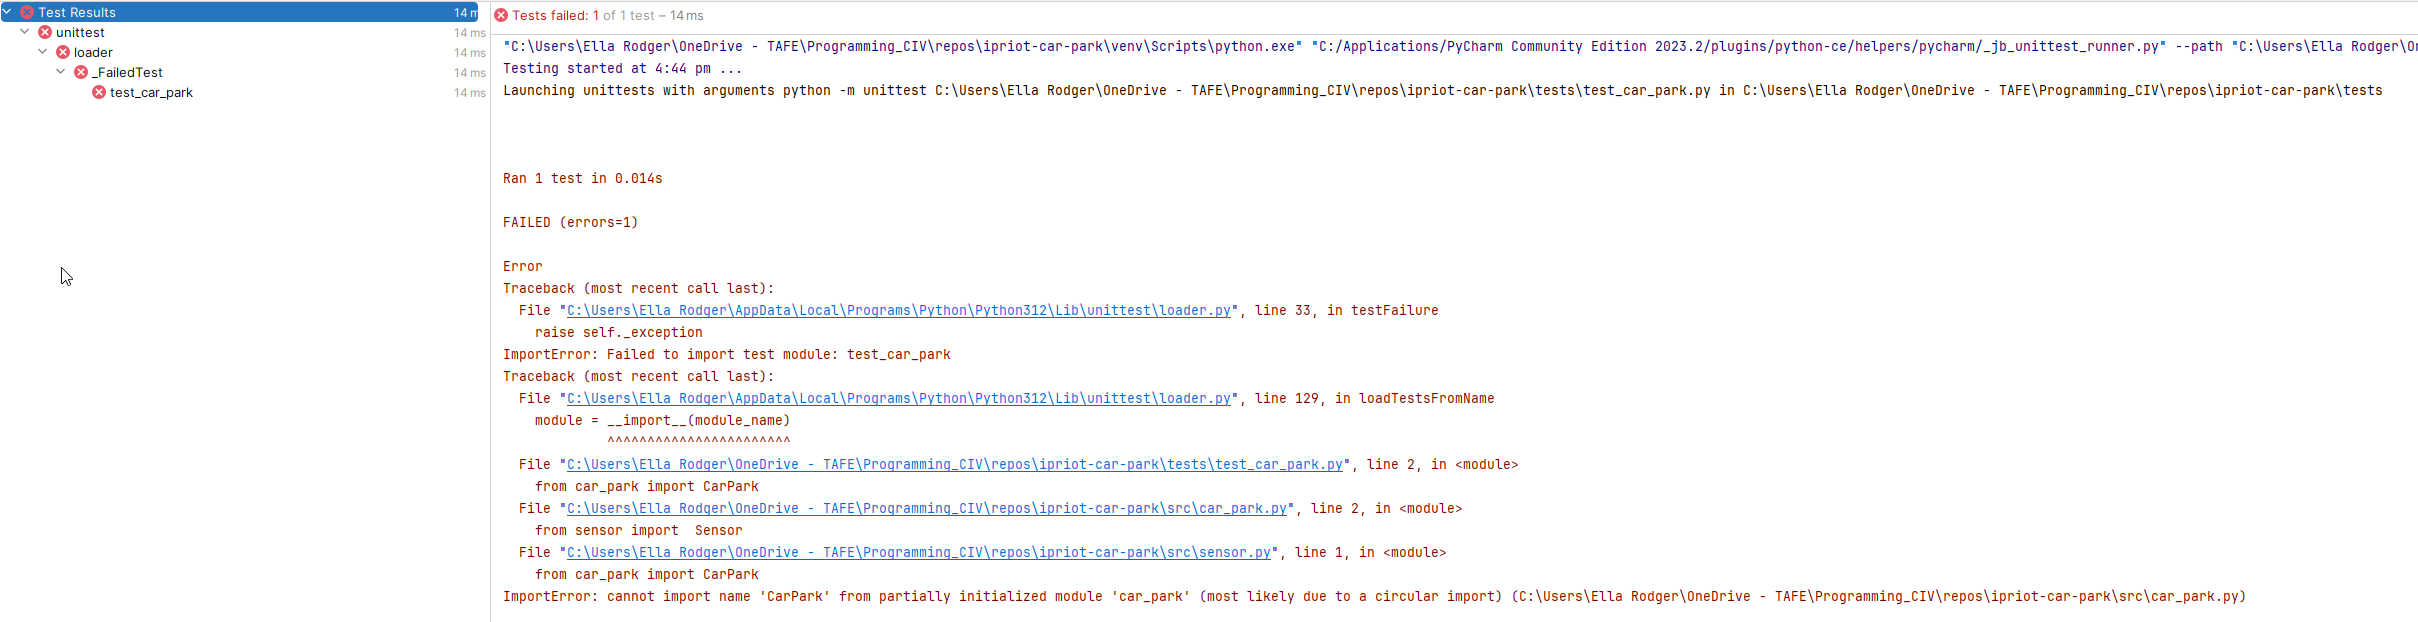 Test Results 14 m
unittest 14 ms
loader 14 ms
_FailedTest 14 ms
test_car_park 14 ms
Tests failed: 1 of 1 test – 14 ms
"C:\Users\Ella Rodger\OneDrive - TAFE\Programming_CIV\repos\ipriot-car-park\venv\Scripts\python.exe" "C:/Applications/PyCharm Community Edition 2023.2/plugins/python-ce/helpers/pycharm/_jb_unittest_runner.py" --path "C:\Users\Ella Rodger\On
Testing started at 4:44 pm ...
Launching unittests with arguments python -m unittest C:\Users\Ella Rodger\OneDrive - TAFE\Programming_CIV\repos\ipriot-car-park\tests\test_car_park.py in C:\Users\Ella Rodger\OneDrive - TAFE\Programming_CIV\repos\ipriot-car-park\tests
Ran 1 test in 0.014s
FAILED (errors=1)
Error
Traceback (most recent call last):
File "C:\Users\Ella Rodger\AppData\Local\Programs\Python\Python312\Lib\unittest\loader.py", line 33, in testFailure
raise self._exception
ImportError: Failed to import test module: test_car_park
Traceback (most recent call last):
File "C:\Users\Ella Rodger\AppData\Local\Programs\Python\Python312\Lib\unittest\loader.py", line 129, in loadTestsFromName
module = __import__(module_name)
^^^^^^^^^^^^^^^^^^^^^^^
File "C:\Users\Ella Rodger\OneDrive - TAFE\Programming_CIV\repos\ipriot-car-park\tests\test_car_park.py", line 2, in <module>
from car_park import CarPark
File "C:\Users\Ella Rodger\OneDrive - TAFE\Programming_CIV\repos\ipriot-car-park\src\car_park.py", line 2, in <module>
from sensor import  Sensor
File "C:\Users\Ella Rodger\OneDrive - TAFE\Programming_CIV\repos\ipriot-car-park\src\sensor.py", line 1, in <module>
from car_park import CarPark
ImportError: cannot import name 'CarPark' from partially initialized module 'car_park' (most likely due to a circular import) (C:\Users\Ella Rodger\OneDrive - TAFE\Programming_CIV\repos\ipriot-car-park\src\car_park.py)